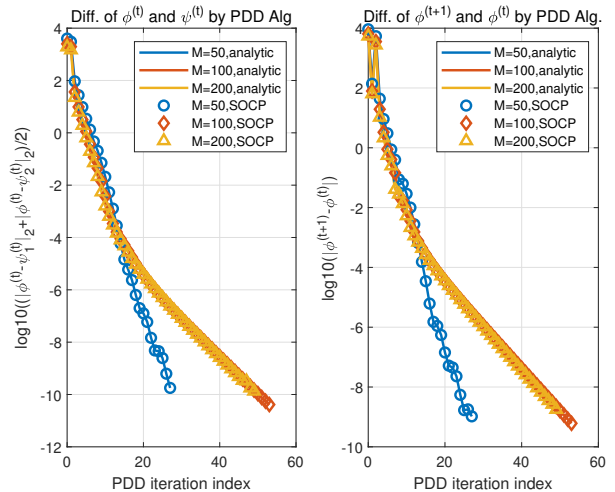 Diff. of ϕ^(t) and ψ^(t) by PDD Alg.
log10((|ϕ^(t)-ψ_1^(t)|_2+|ϕ^(t)-ψ_2^(t)|_2)/2)
4
2
0
-2
-4
-6
-8
-10
-12
M=50,analytic
M=100,analytic
M=200,analytic
M=50,SOCP
M=100,SOCP
M=200,SOCP
0 20 40 60
PDD iteration index
Diff. of ϕ^(t+1) and ϕ^(t) by PDD Alg.
log10(|ϕ^(t+1)-ϕ^(t)|)
4
2
0
-2
-4
-6
-8
-10
M=50,analytic
M=100,analytic
M=200,analytic
M=50,SOCP
M=100,SOCP
M=200,SOCP
0 20 40 60
PDD iteration index